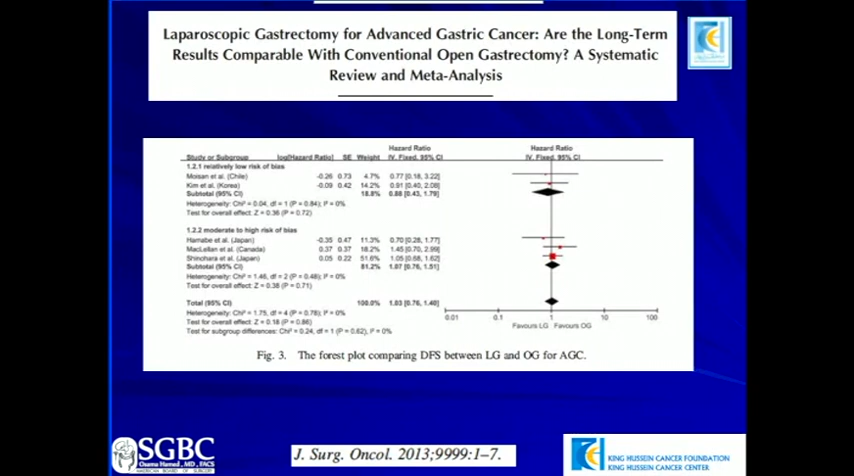 Laparoscopic Gastrectomy for Advanced Gastric Cancer: Are the Long-Term
Results Comparable With Conventional Open Gastrectomy? A Systematic
Review and Meta-Analysis
Hazard Ratio Hazard Ratio
Study or Subgroup log[Hazard Ratio] SE Weight IV. Fixed. 95% CI IV. Fixed. 95% CI
1.2.1 relatively low risk of bias
Moisan et al. (Chile) -0.26 0.73 4.7% 0.77 [0.18, 3.22]
Kim et al, (Korea) -0.09 0.42 14.2% 0.91 [0.40, 2.08]
Subtotal (95% CI) 18.8% 0.88 [0.43, 1.79]
Heterogeneity: Chi² = 0.04, df = 1 (P = 0.84); I² = 0%
Test for overall effect: Z = 0.36 (P = 0.72)
1.2.2 moderate to high risk of bias
Hamabe et al. (Japan) -0.35 0.47 11.3% 0.70 [0.28, 1.77]
MacLellan et al. (Canada) 0.37 0.37 18.2% 1.45 [0.70, 2.99]
Shinohara et al. (Japan) 0.05 0.22 51.6% 1.05 [0.68, 1.62]
Subtotal (95% CI) 81.2% 1.07 [0.76, 1.51]
Heterogeneity: Chi² = 1.46, df = 2 (P = 0.48); I² = 0%
Test for overall effect: Z = 0.38 (P = 0.71)
Total (95% CI) 100.0% 1.03 [0.76, 1.40]
Heterogeneity: Chi² = 1.75, df = 4 (P = 0.78); I² = 0%
Test for overall effect: Z = 0.18 (P = 0.86)
Test for subgroup differences: Chi² = 0.24, df = 1 (P = 0.62), I² = 0%
0.01 0.1 1 10 100
Favours LG Favours OG
Fig. 3. The forest plot comparing DFS between LG and OG for AGC.
SGBC
AMERICAN BOARD OF SURGERY
Osama Hamed, MD, FACS
J. Surg. Oncol. 2013;9999:1–7.
KING HUSSEIN CANCER FOUNDATION
KING HUSSEIN CANCER CENTER